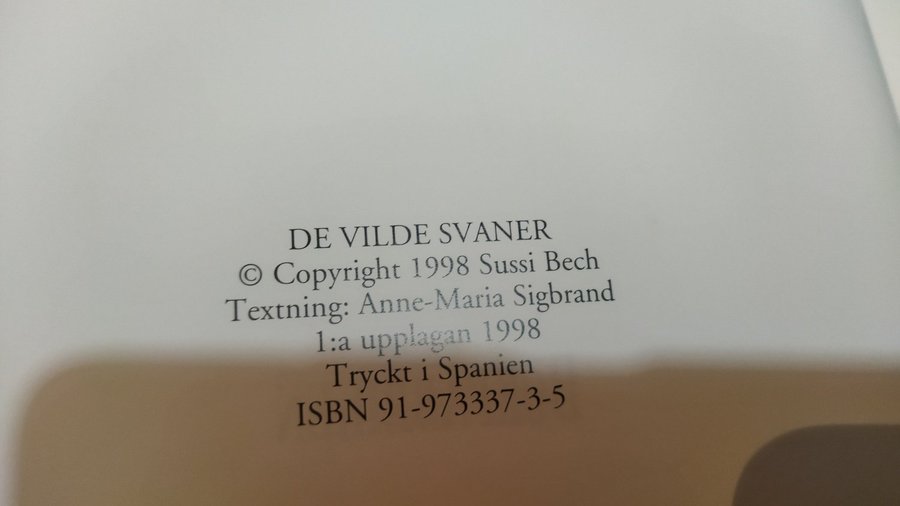 DE VILDE SVANER
© Copyright 1998 Sussi Bech
Textning: Anne-Maria Sigbrand
1:a upplagan 1998
Tryckt i Spanien
ISBN 91-973337-3-5